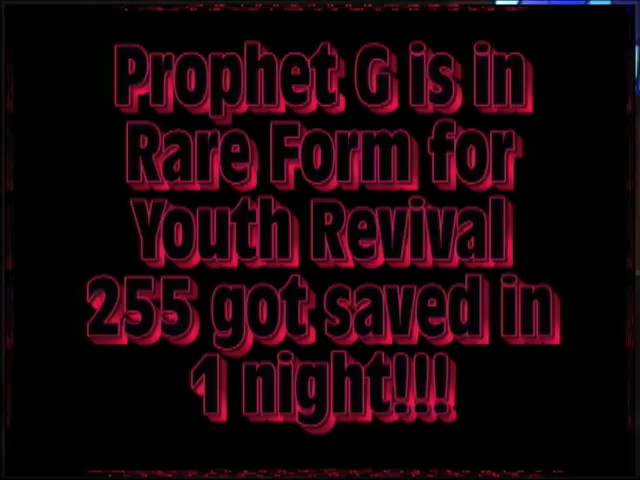 Prophet G is in
Rare Form for
Youth Revival
255 got saved in
1 night!!!